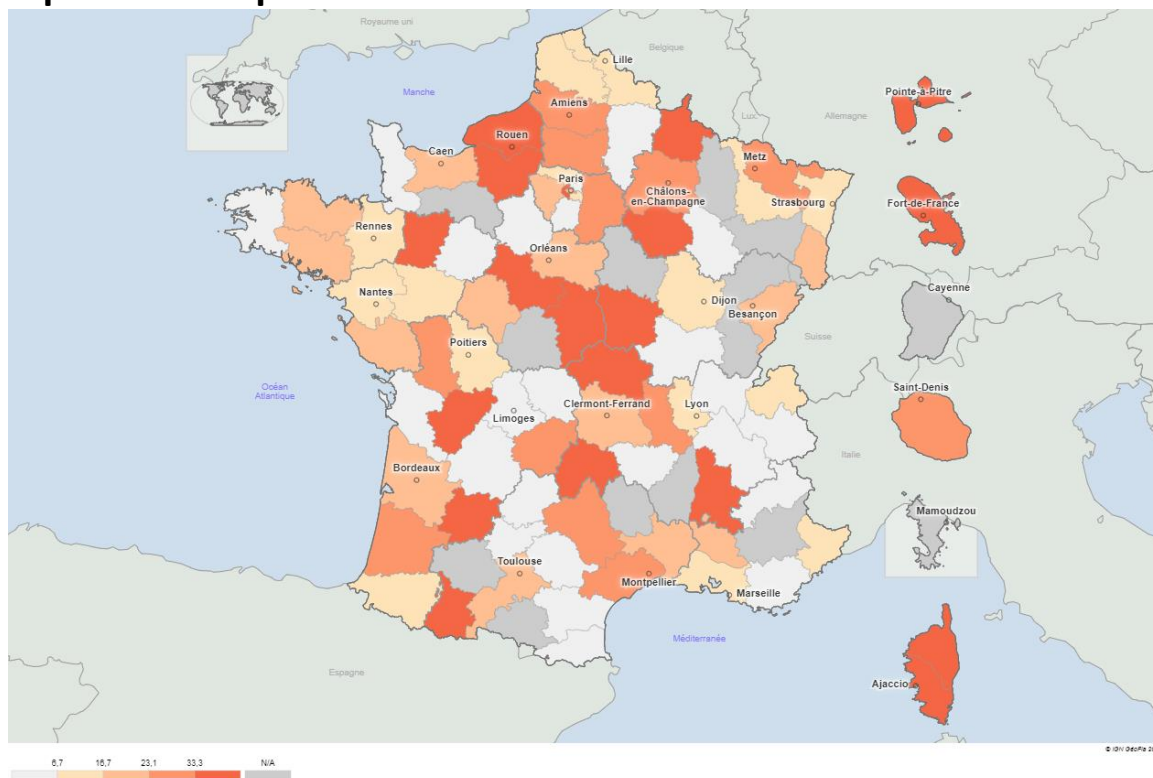 Royaume uni
Belgique
Lille
Manche
Amiens
Lux.
Allemagne
Pointe-a-Pitre
Rouen
Caen
Metz
Paris
Châlons-
en-Champagne
Strasbourg
Fort-de-France
Rennes
Orléans
Nantes
Dijon
Besançon
Cayenne
Suisse
Poitiers
Océan
Atlantique
Saint-Denis
Clermont-Ferrand
Lyon
Limoges
Italie
Bordeaux
Mamoudzou
Toulouse
Montpellier
Marseille
Méditerranée
Espagne
Ajaccio
© IGN GéoFla
6,7 16,7 23,1 33,3 N/A